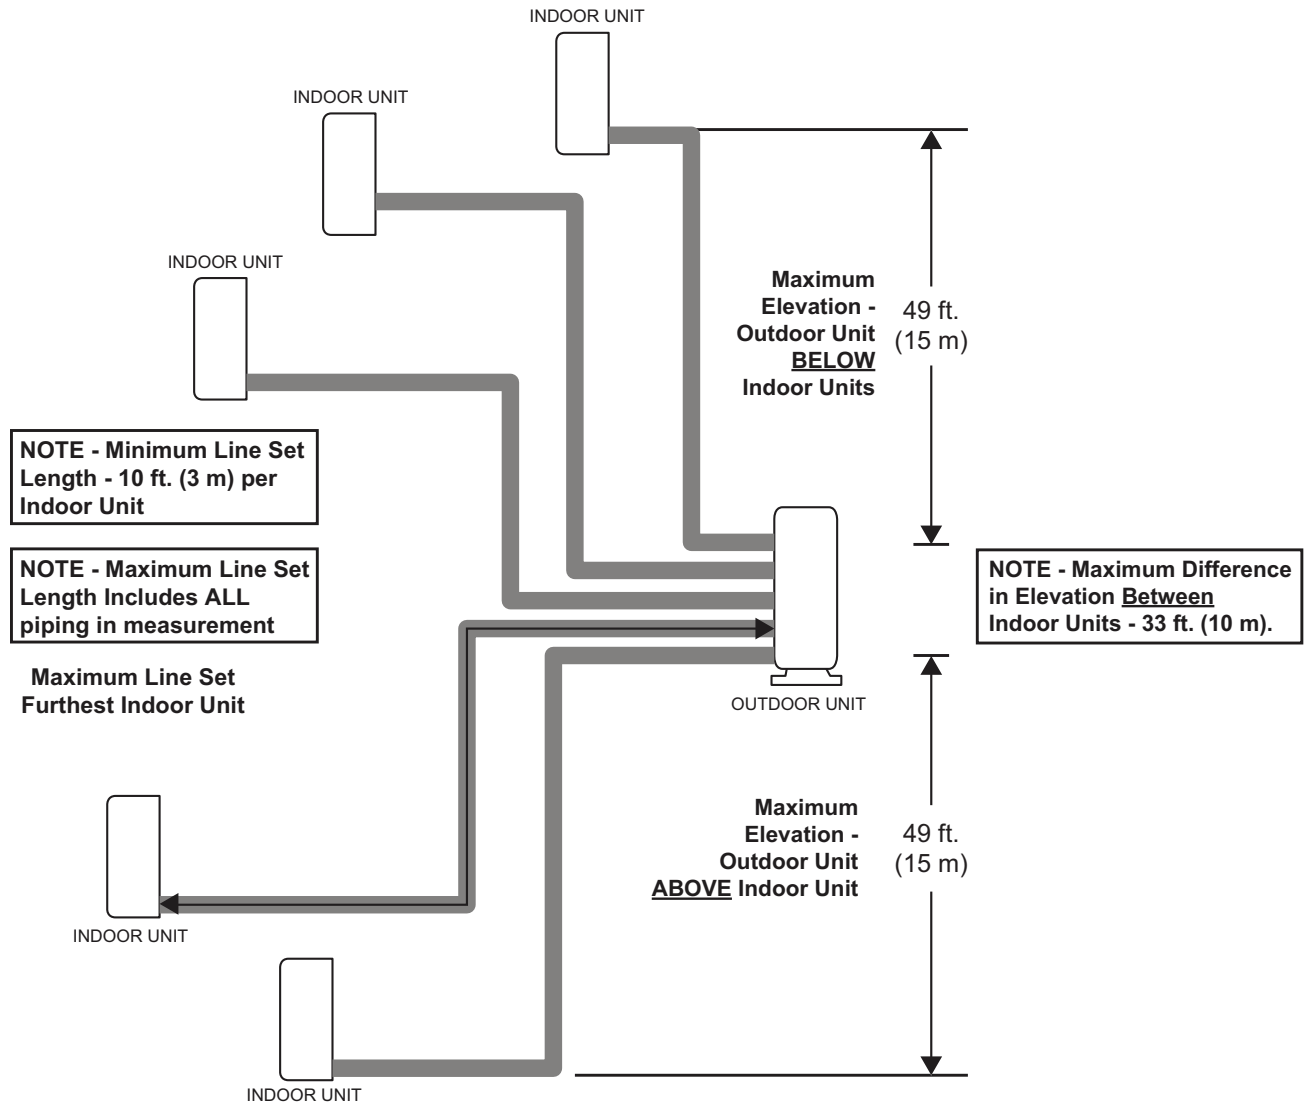 INDOOR UNIT
INDOOR UNIT
INDOOR UNIT
Maximum
Elevation -
Outdoor Unit
BELOW
Indoor Units
49 ft.
(15 m)
NOTE - Minimum Line Set
Length - 10 ft. (3 m) per
Indoor Unit
NOTE - Maximum Line Set
Length Includes ALL
piping in measurement
NOTE - Maximum Difference
in Elevation Between
Indoor Units - 33 ft. (10 m).
Maximum Line Set
Furthest Indoor Unit
OUTDOOR UNIT
Maximum
Elevation -
Outdoor Unit
ABOVE Indoor Unit
49 ft.
(15 m)
INDOOR UNIT
INDOOR UNIT